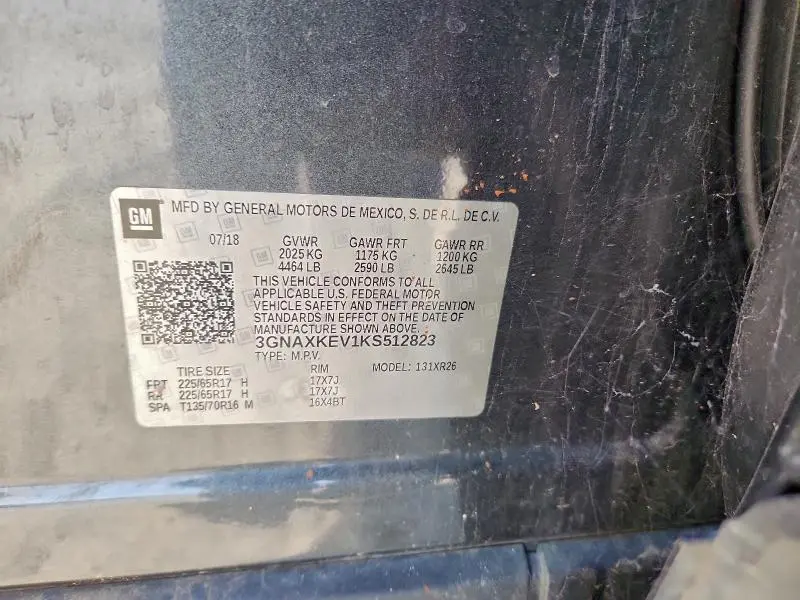 GM MFD BY GENERAL MOTORS DE MEXICO, S. DE R.L. DE C.V.
07/18 GVWR GAWR FRT GAWR RR
2025 KG 1175 KG 1200 KG
4464 LB 2590 LB 2645 LB
THIS VEHICLE CONFORMS TO ALL
APPLICABLE U.S. FEDERAL MOTOR
VEHICLE SAFETY AND THEFT PREVENTION
STANDARDS IN EFFECT ON THE DATE OF
MANUFACTURE SHOWN ABOVE.
3GNAXKEV1KS512823
TYPE: M.P.V. MODEL: 131XR26
TIRE SIZE RIM
FRT 225/65R17 H 17X7J
RA 225/65R17 H 17X7J
SPA T135/70R16 M 16X4BT